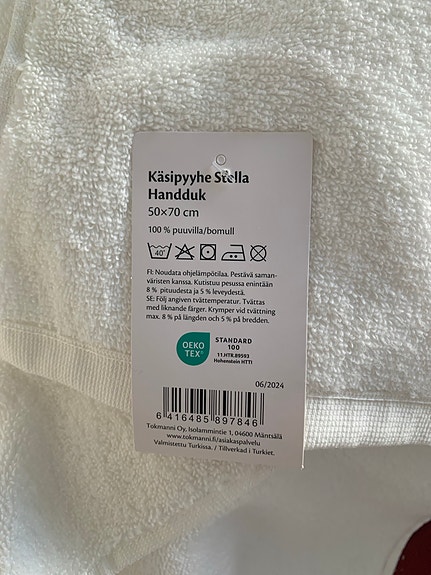 Käsipyyhe Stella
Handduk
50×70 cm
100 % puuvilla/bomull
40°
FI: Noudata ohjelämpötilaa. Pestävä saman-
väristen kanssa. Kutistuu pesussa enintään
8 % pituudesta ja 5 % leveydestä.
SE: Följ angiven tvättemperatur. Tvättas
med liknande färger. Krymper vid tvättning
max. 8 % på längden och 5 % på bredden.
OEKO
TEX®
STANDARD
100
11.HTR.89593
Hohenstein HTTI
06/2024
6 416485 897846
Tokmanni Oy, Isolammintie 1, 04600 Mäntsälä
www.tokmanni.fi/asiakaspalvelu
Valmistettu Turkissa. / Tillverkad i Turkiet.